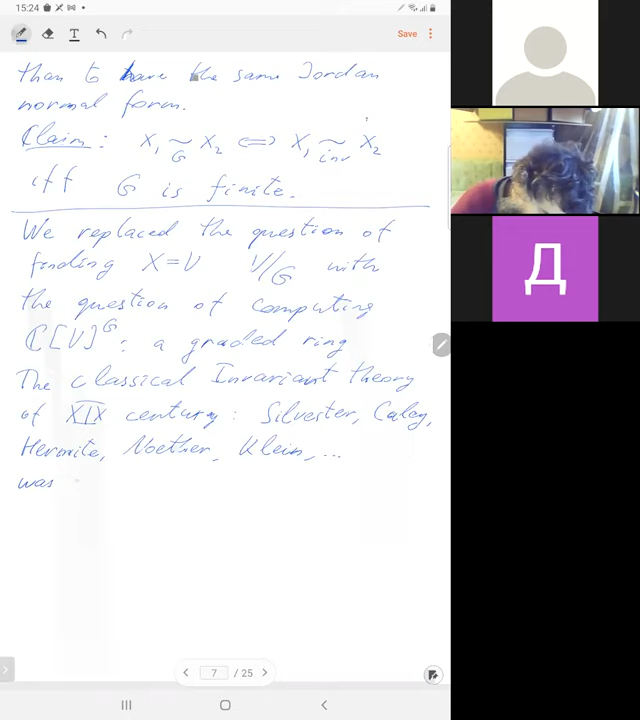 15:24
T
Save
than to have the same Jordan
normal form.
Claim: X₁ ~_G X₂ <=> X₁ ~_inv X₂
iff G is finite.
We replaced the question of
finding X=V V/G with
the question of computing
ℂ[V]^G: a graded ring
The classical Invariant theory
of XIX century: Silvester, Caley,
Hermite, Noether, Klein, ...
was
7 / 25
Д